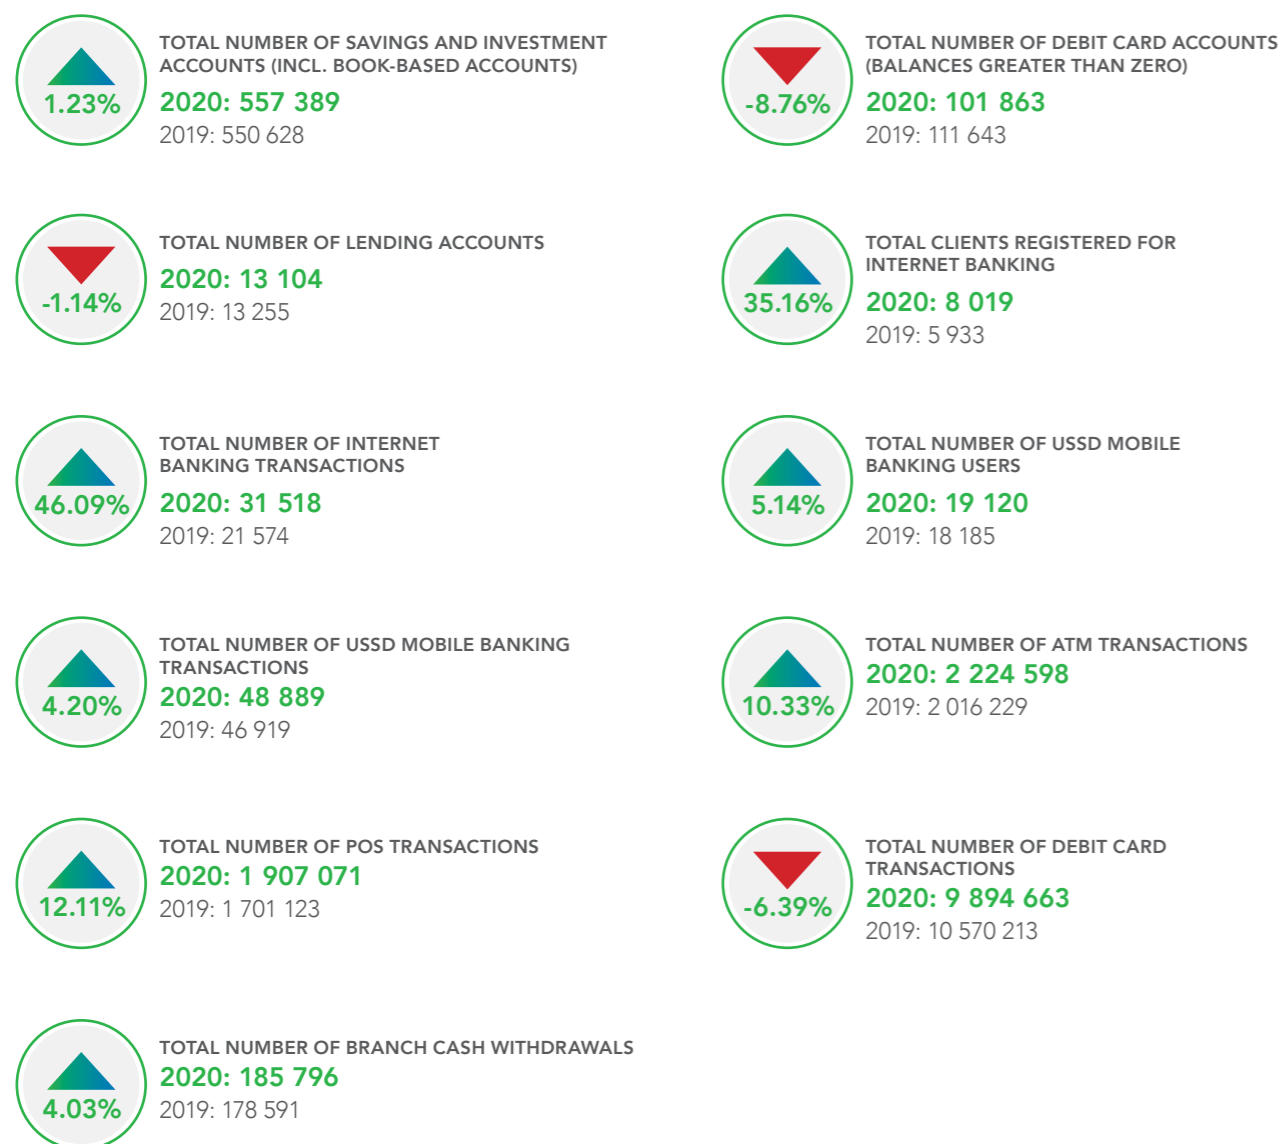 TOTAL NUMBER OF SAVINGS AND INVESTMENT
ACCOUNTS (INCL. BOOK-BASED ACCOUNTS)
1.23%
2020: 557 389
2019: 550 628
TOTAL NUMBER OF DEBIT CARD ACCOUNTS
(BALANCES GREATER THAN ZERO)
-8.76%
2020: 101 863
2019: 111 643
TOTAL NUMBER OF LENDING ACCOUNTS
-1.14%
2020: 13 104
2019: 13 255
TOTAL CLIENTS REGISTERED FOR
INTERNET BANKING
35.16%
2020: 8 019
2019: 5 933
TOTAL NUMBER OF INTERNET
BANKING TRANSACTIONS
46.09%
2020: 31 518
2019: 21 574
TOTAL NUMBER OF USSD MOBILE
BANKING USERS
5.14%
2020: 19 120
2019: 18 185
TOTAL NUMBER OF USSD MOBILE BANKING
TRANSACTIONS
4.20%
2020: 48 889
2019: 46 919
TOTAL NUMBER OF ATM TRANSACTIONS
10.33%
2020: 2 224 598
2019: 2 016 229
TOTAL NUMBER OF POS TRANSACTIONS
12.11%
2020: 1 907 071
2019: 1 701 123
TOTAL NUMBER OF DEBIT CARD
TRANSACTIONS
-6.39%
2020: 9 894 663
2019: 10 570 213
TOTAL NUMBER OF BRANCH CASH WITHDRAWALS
4.03%
2020: 185 796
2019: 178 591